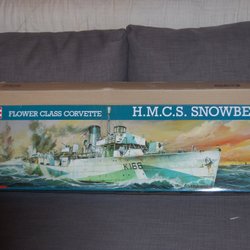 FLOWER CLASS CORVETTE
H.M.C.S. SNOWBE
K166